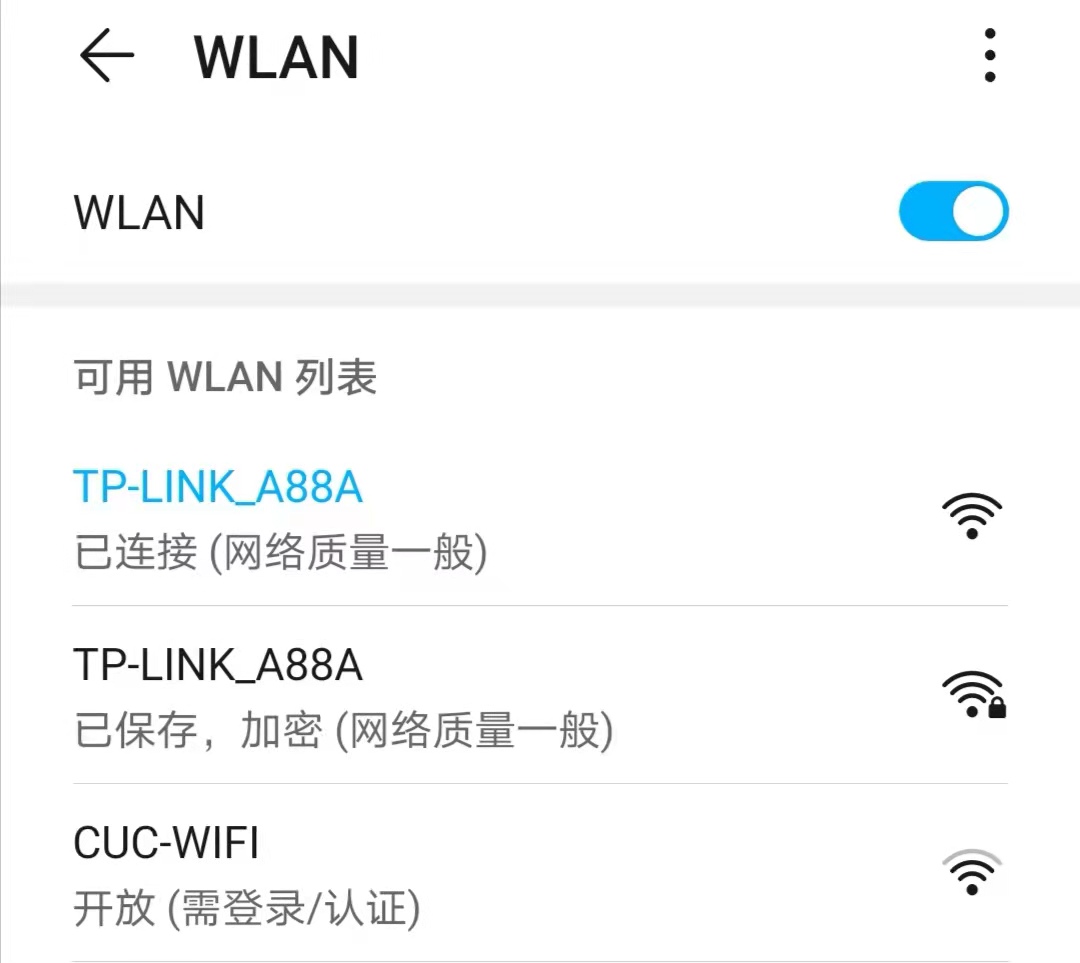 WLAN
WLAN
可用 WLAN 列表
TP-LINK_A88A
已连接 (网络质量一般)
TP-LINK_A88A
已保存，加密 (网络质量一般)
CUC-WIFI
开放 (需登录/认证)